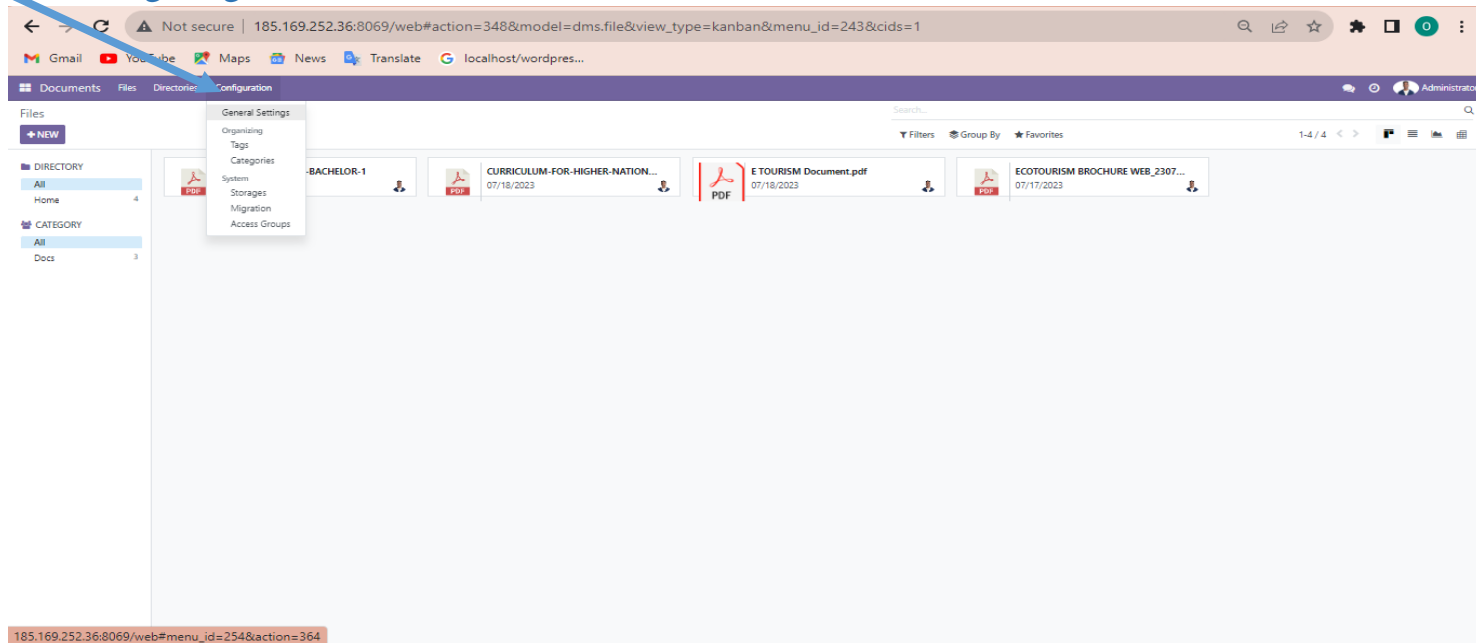 Not secure | 185.169.252.36:8069/web#action=348&model=dms.file&view_type=kanban&menu_id=243&cids=1
Gmail YouTube Maps News Translate localhost/wordpres...
Documents Files Directories Configuration Administrator
Files
Search...
+ NEW
Filters Group By Favorites 1-4 / 4
General Settings
Organizing
Tags
Categories
System
Storages
Migration
Access Groups
DIRECTORY
All
Home 4
CATEGORY
All
Docs 3
PDF
-BACHELOR-1
PDF
CURRICULUM-FOR-HIGHER-NATION...
07/18/2023
PDF
E TOURISM Document.pdf
07/18/2023
PDF
ECOTOURISM BROCHURE WEB_2307...
07/17/2023
185.169.252.36:8069/web#menu_id=254&action=364